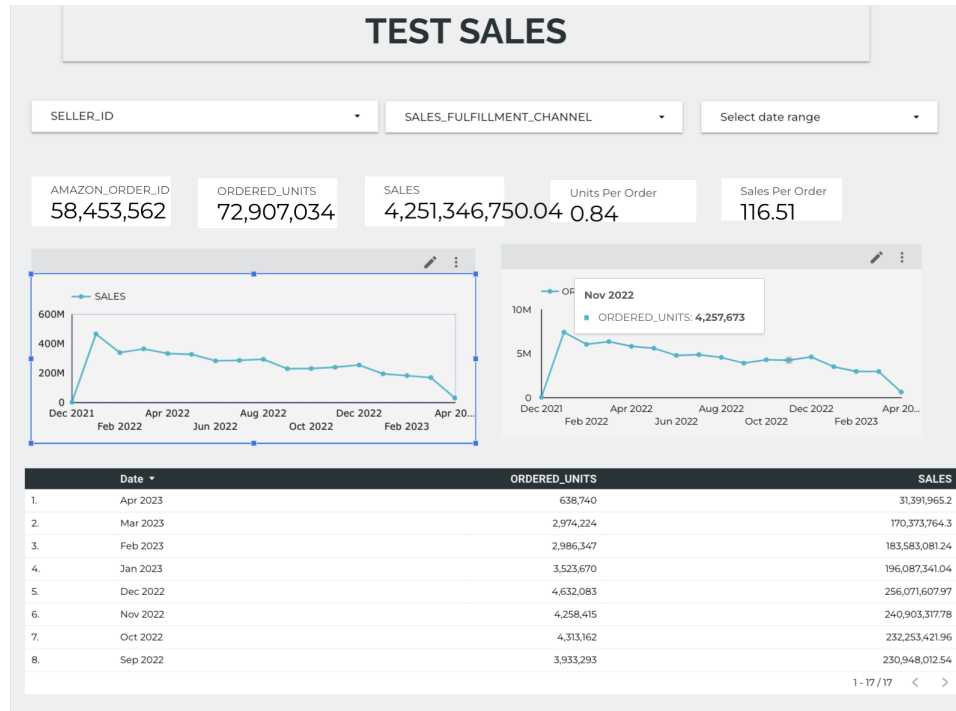 TEST SALES
SELLER_ID
SALES_FULFILLMENT_CHANNEL
Select date range
AMAZON_ORDER_ID
58,453,562
ORDERED_UNITS
72,907,034
SALES
4,251,346,750.04
Units Per Order
0.84
Sales Per Order
116.51
SALES
600M
400M
200M
0
Dec 2021 Apr 2022 Aug 2022 Dec 2022 Apr 20...
Feb 2022 Jun 2022 Oct 2022 Feb 2023
OR
Nov 2022
ORDERED_UNITS: 4,257,673
10M
5M
0
Dec 2021 Apr 2022 Aug 2022 Dec 2022 Apr 20...
Feb 2022 Jun 2022 Oct 2022 Feb 2023
Date ORDERED_UNITS SALES
1. Apr 2023 638,740 31,391,965.2
2. Mar 2023 2,974,224 170,373,764.3
3. Feb 2023 2,986,347 183,583,081.24
4. Jan 2023 3,523,670 196,087,341.04
5. Dec 2022 4,632,083 256,071,607.97
6. Nov 2022 4,258,415 240,903,317.78
7. Oct 2022 4,313,162 232,253,421.96
8. Sep 2022 3,933,293 230,948,012.54
1 - 17 / 17